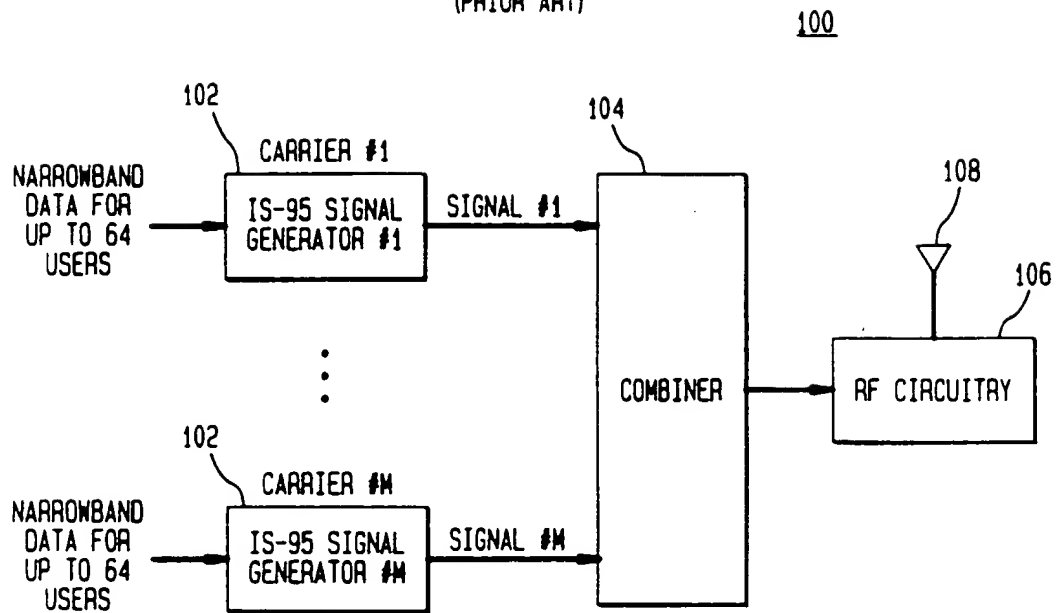 (PRIOR ART)
100
102
CARRIER #1
NARROWBAND
DATA FOR
UP TO 64
USERS
IS-95 SIGNAL
GENERATOR #1
SIGNAL #1
104
COMBINER
108
106
RF CIRCUITRY
102
CARRIER #M
NARROWBAND
DATA FOR
UP TO 64
USERS
IS-95 SIGNAL
GENERATOR #M
SIGNAL #M